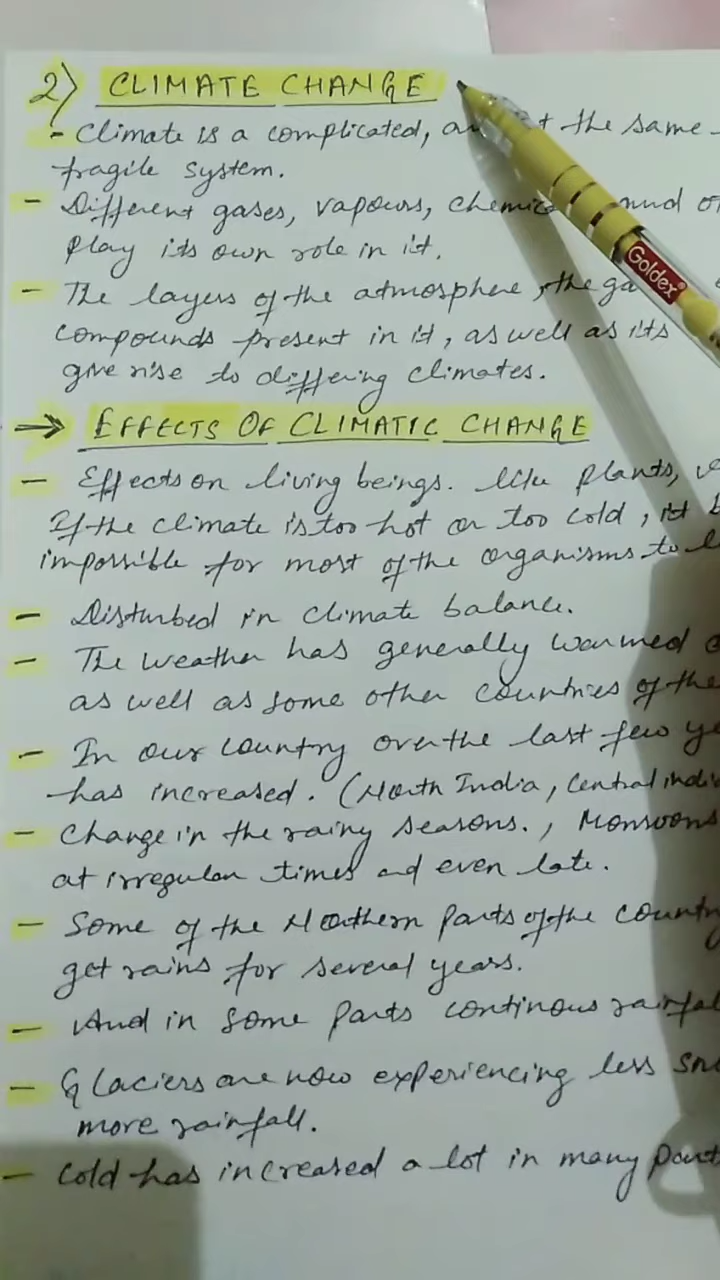 2) CLIMATE CHANGE
- Climate is a complicated, the same
fragile system.
- Different gases, vapours,
Play its own role in it.
- The layers of the atmosphere, the
compounds present in it, as well as its
give rise to differing climates.
→ EFFECTS OF CLIMATIC CHANGE
- Effects on living beings. like plants,
If the climate is too hot or too cold, it
impossible for most of the organisms to
- Disturbed in climate balance.
- The weather has generally warmed
as well as some other countries of the
- In our country over the last few
has increased. (North India, Central
- Change in the rainy seasons., Monsoons
at irregular times and even late.
- Some of the Northern parts of the
get rains for several years.
- And in some parts continous
- Glaciers are now experiencing less
more rainfall.
- Cold has increased a lot in many
Goldex